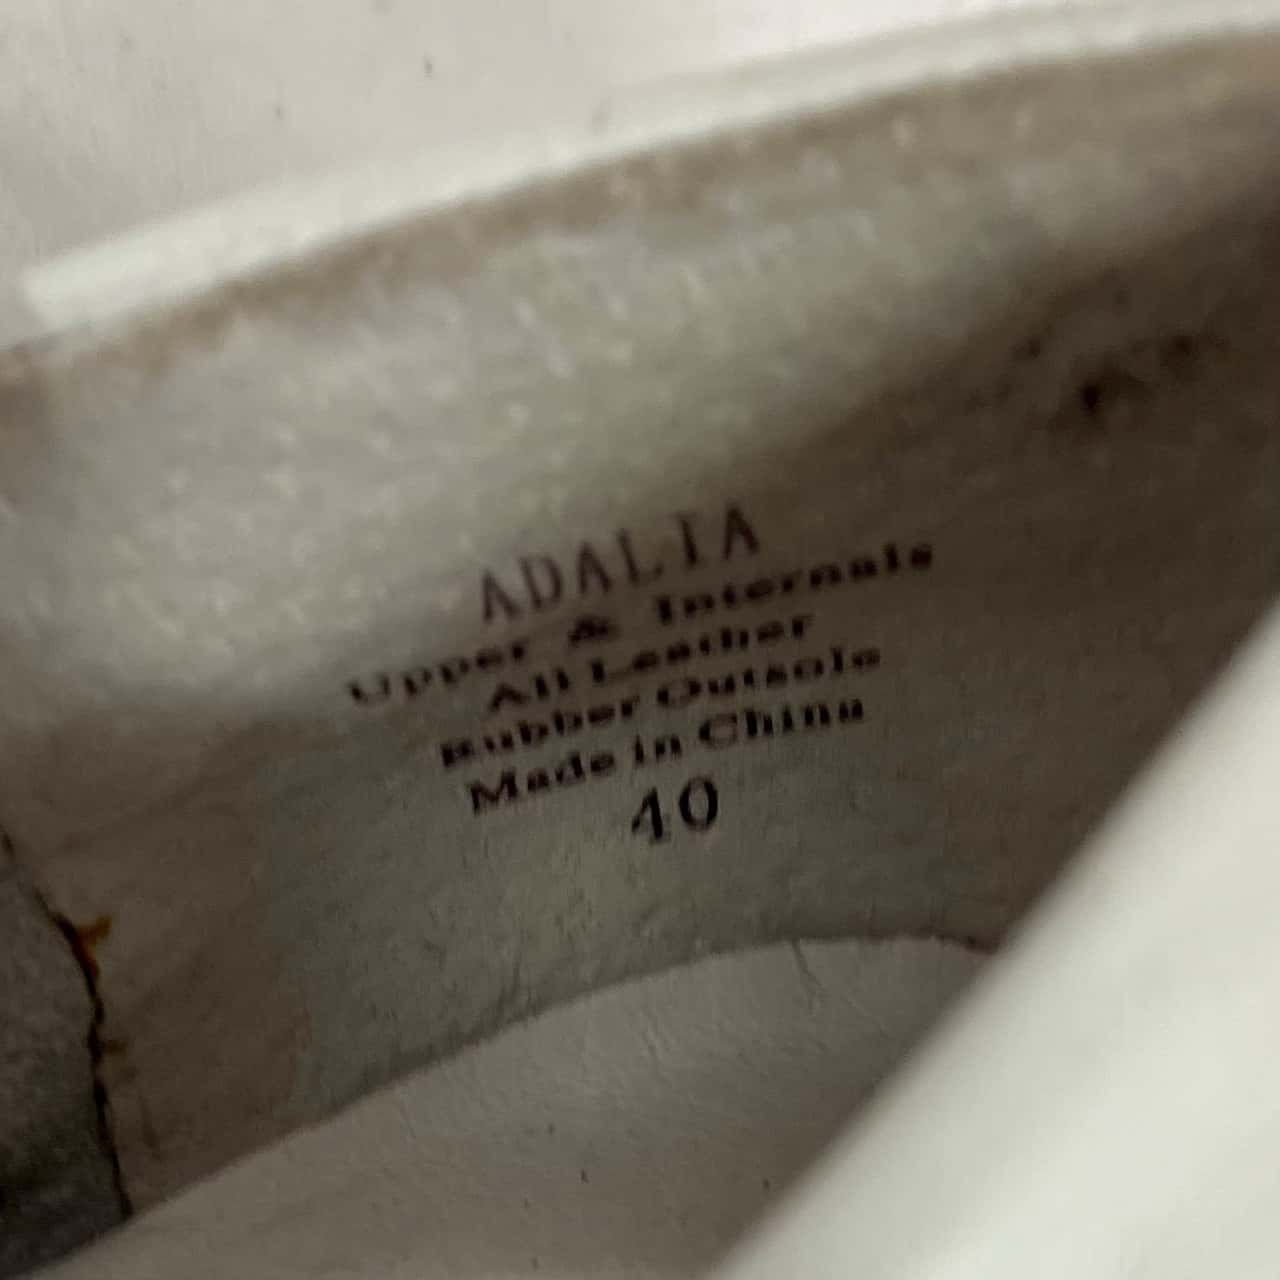 ADALIA
Upper & Internals
All Leather
Rubber Outsole
Made in China
40